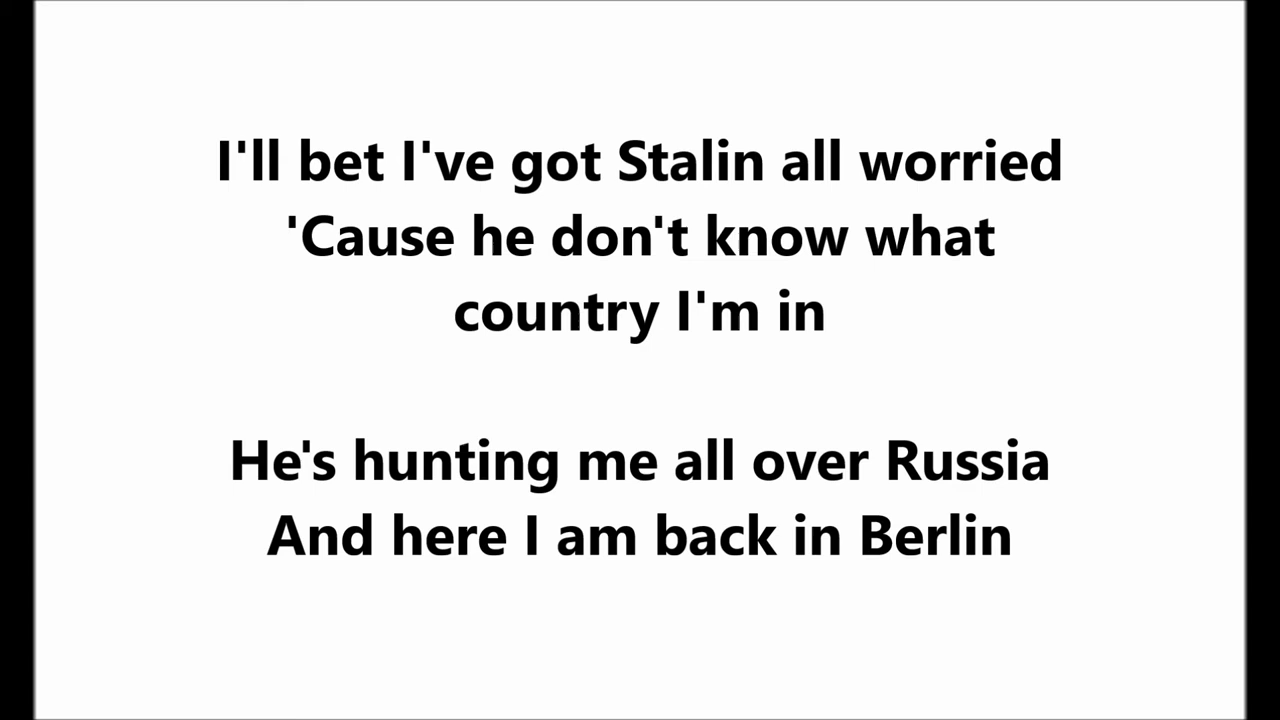 I'll bet I've got Stalin all worried
'Cause he don't know what
country I'm in
He's hunting me all over Russia
And here I am back in Berlin